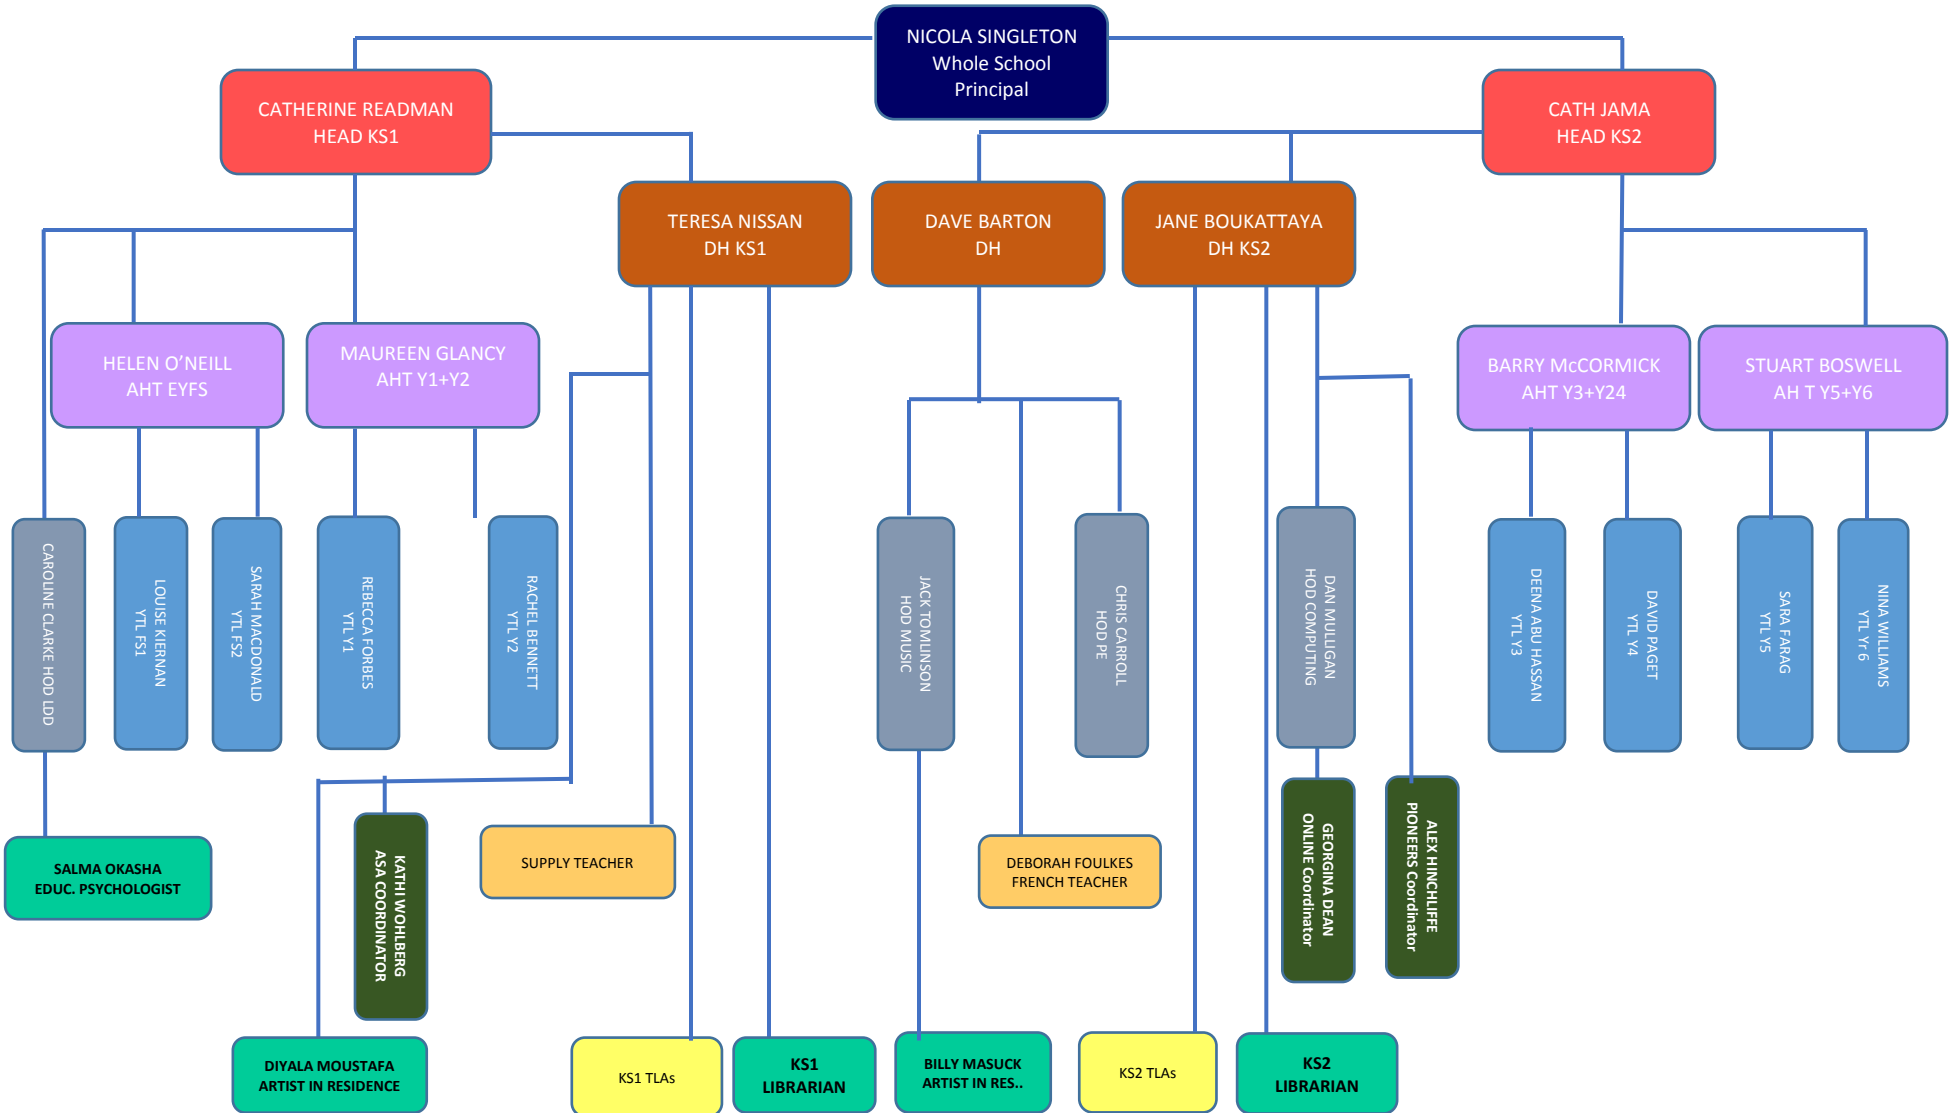 NICOLA SINGLETON
Whole School
Principal
CATHERINE READMAN
HEAD KS1
CATH JAMA
HEAD KS2
TERESA NISSAN
DH KS1
DAVE BARTON
DH
JANE BOUKATTAYA
DH KS2
HELEN O’NEILL
AHT EYFS
MAUREEN GLANCY
AHT Y1+Y2
BARRY McCORMICK
AHT Y3+Y24
STUART BOSWELL
AH T Y5+Y6
CAROLINE CLARKE HOD LDD
LOUISE KIERNAN
YTL FS1
SARAH MACDONALD
YTL FS2
REBECCA FORBES
YTL Y1
RACHEL BENNETT
YTL Y2
JACK TOMLINSON
HOD MUSIC
CHRIS CARROLL
HOD PE
DAN MULLIGAN
HOD COMPUTING
DEENA ABU HASSAN
YTL Y3
DAVID PAGET
YTL Y4
SARA FARAG
YTL Y5
NINA WILLIAMS
YTL Yr 6
SALMA OKASHA
EDUC. PSYCHOLOGIST
KATHI WOHLBERG
ASA COORDINATOR
SUPPLY TEACHER
DEBORAH FOULKES
FRENCH TEACHER
GEORGINA DEAN
ONLINE Coordinator
ALEX HINCHLIFFE
PIONEERS Coordinator
DIYALA MOUSTAFA
ARTIST IN RESIDENCE
KS1 TLAs
KS1
LIBRARIAN
BILLY MASUCK
ARTIST IN RES..
KS2 TLAs
KS2
LIBRARIAN